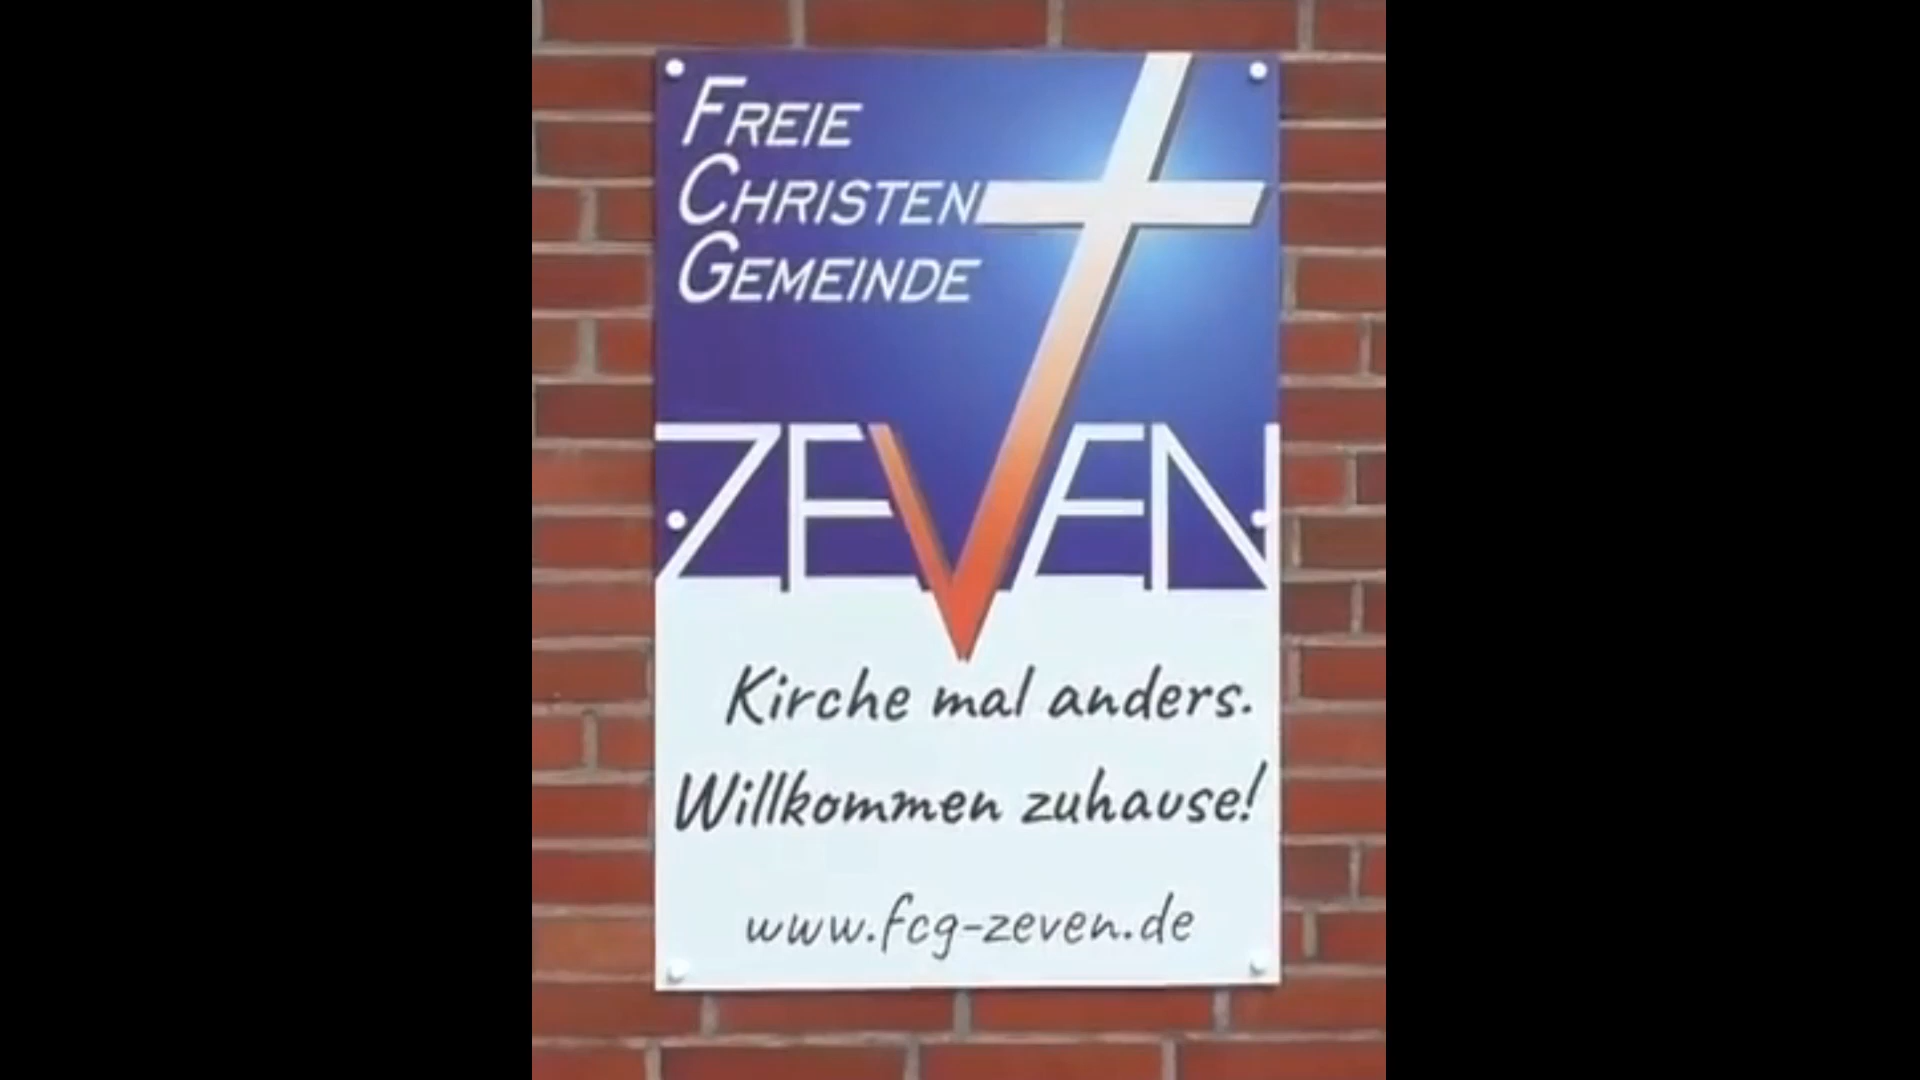 FREIE
CHRISTEN
GEMEINDE
ZEVEN
Kirche mal anders.
Willkommen zuhause!
www.fcg-zeven.de